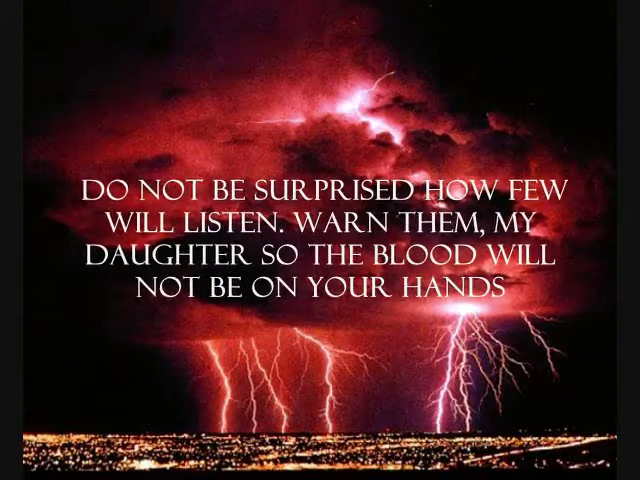 DO NOT BE SURPRISED HOW FEW
WILL LISTEN. WARN THEM, MY
DAUGHTER SO THE BLOOD WILL
NOT BE ON YOUR HANDS